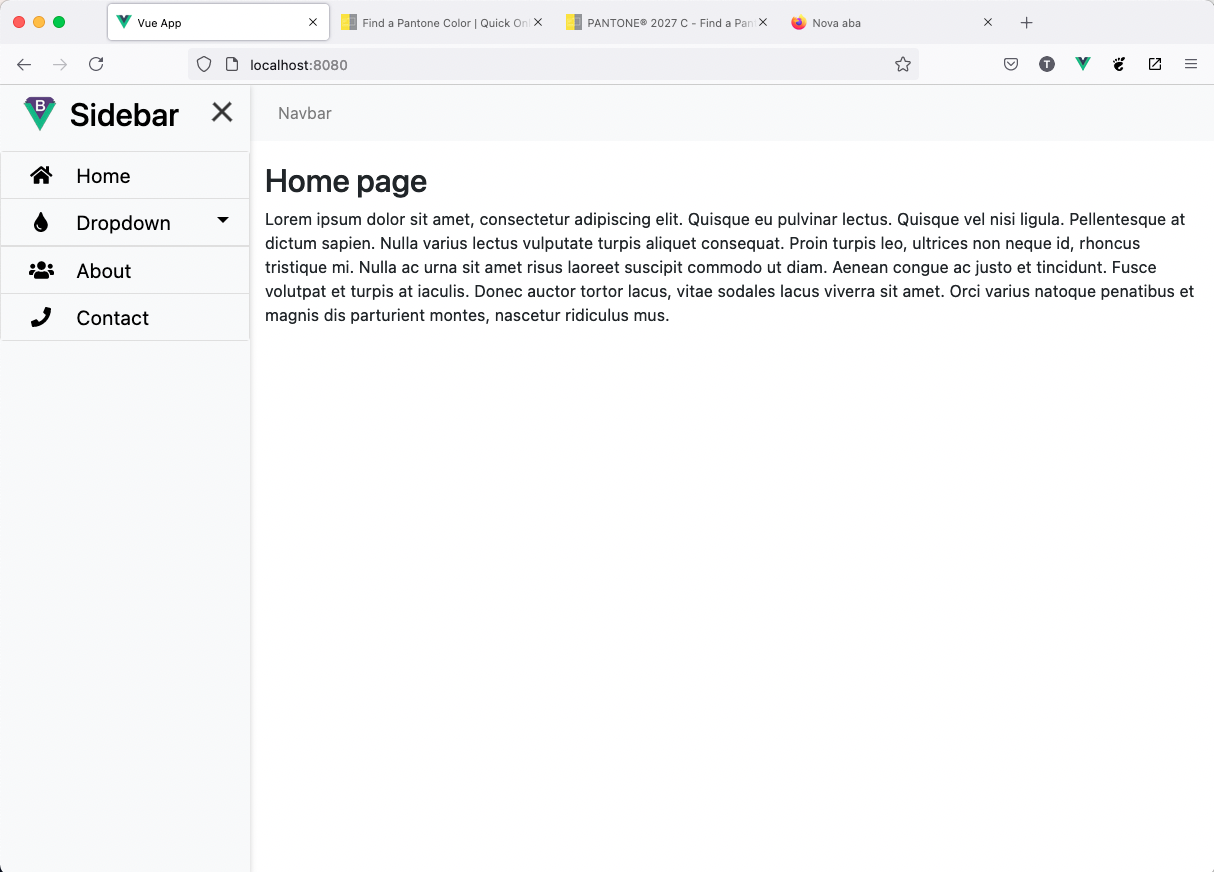 Vue App
Find a Pantone Color | Quick Onl
PANTONE® 2027 C - Find a Pan
Nova aba
localhost:8080
T
B
Sidebar
Navbar
Home
Dropdown
About
Contact
Home page
Lorem ipsum dolor sit amet, consectetur adipiscing elit. Quisque eu pulvinar lectus. Quisque vel nisi ligula. Pellentesque at
dictum sapien. Nulla varius lectus vulputate turpis aliquet consequat. Proin turpis leo, ultrices non neque id, rhoncus
tristique mi. Nulla ac urna sit amet risus laoreet suscipit commodo ut diam. Aenean congue ac justo et tincidunt. Fusce
volutpat et turpis at iaculis. Donec auctor tortor lacus, vitae sodales lacus viverra sit amet. Orci varius natoque penatibus et
magnis dis parturient montes, nascetur ridiculus mus.